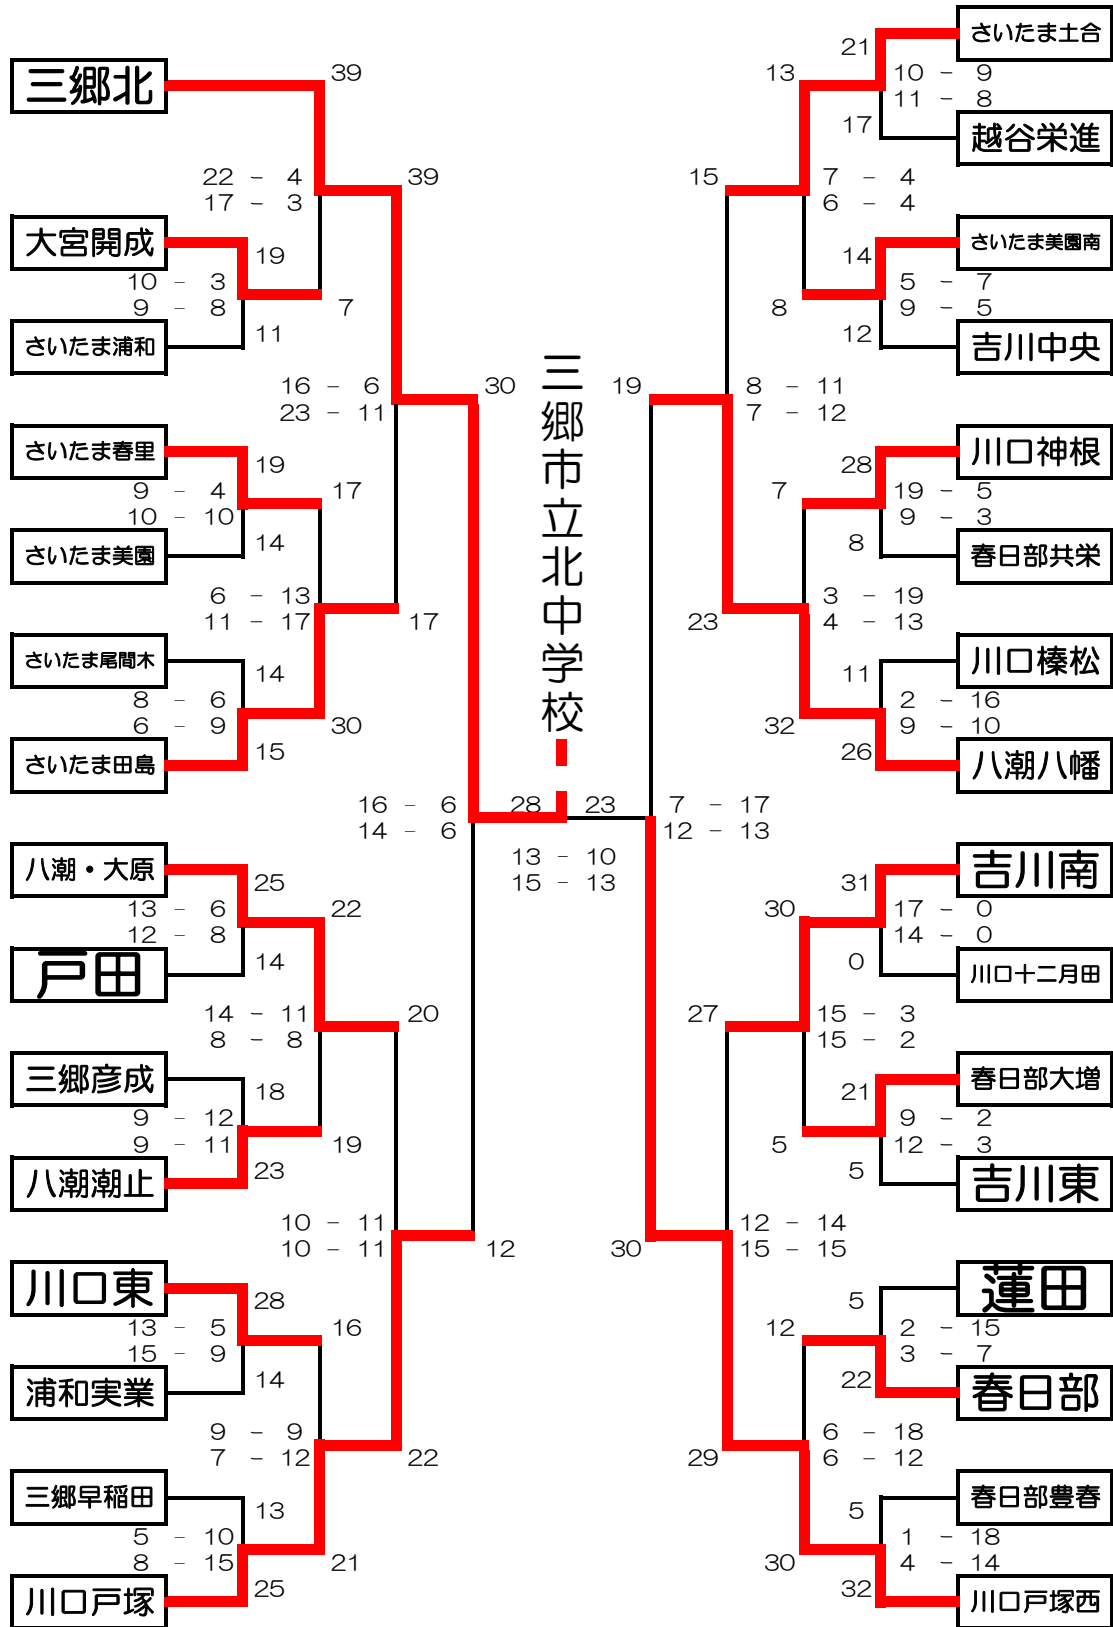 三郷市立北中学校
28 23
13 - 10
15 - 13
三郷北
39
22 - 4
17 - 3
大宮開成
19
10 - 3
9 - 8
さいたま浦和
11
7
39
16 - 6
23 - 11
さいたま春里
19
9 - 4
10 - 10
さいたま美園
14
17
6 - 13
11 - 17
さいたま尾間木
14
8 - 6
6 - 9
さいたま田島
15
30
17
30
16 - 6
14 - 6
八潮・大原
25
13 - 6
12 - 8
戸田
14
22
14 - 11
8 - 8
三郷彦成
18
9 - 12
9 - 11
八潮潮止
23
19
20
10 - 11
10 - 11
川口東
28
13 - 5
15 - 9
浦和実業
14
16
9 - 9
7 - 12
三郷早稲田
13
5 - 10
8 - 15
川口戸塚
25
21
22
12
さいたま土合
21
10 - 9
11 - 8
越谷栄進
17
13
7 - 4
6 - 4
さいたま美園南
14
5 - 7
9 - 5
吉川中央
12
8
15
8 - 11
7 - 12
川口神根
28
19 - 5
9 - 3
春日部共栄
8
7
3 - 19
4 - 13
川口榛松
11
2 - 16
9 - 10
八潮八幡
26
32
23
19
7 - 17
12 - 13
吉川南
31
17 - 0
14 - 0
川口十二月田
0
30
15 - 3
15 - 2
春日部大増
21
9 - 2
12 - 3
吉川東
5
5
27
12 - 14
15 - 15
蓮田
5
2 - 15
3 - 7
春日部
22
12
6 - 18
6 - 12
春日部豊春
5
1 - 18
4 - 14
川口戸塚西
32
30
29
30